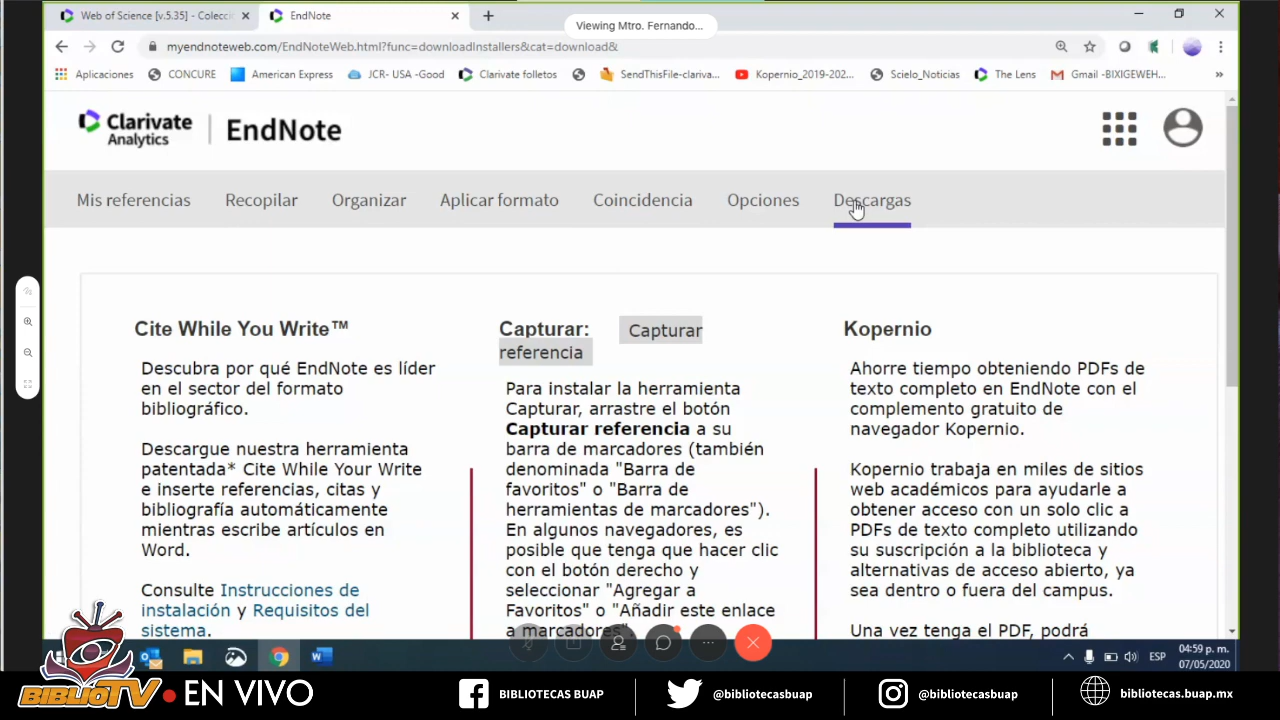 Web of Science [v.5.35] - Colecci
EndNote
Viewing Mtro. Fernando...
myendnoteweb.com/EndNoteWeb.html?func=downloadInstallers&cat=download&
Aplicaciones
CONCURE
American Express
JCR- USA -Good
Clarivate folletos
SendThisFile-clariva...
Kopernio_2019-202...
Scielo_Noticias
The Lens
Gmail -BIXIGEWEH...
»
Clarivate
Analytics
EndNote
Mis referencias
Recopilar
Organizar
Aplicar formato
Coincidencia
Opciones
Descargas
Cite While You Write™
Descubra por qué EndNote es líder
en el sector del formato
bibliográfico.
Descargue nuestra herramienta
patentada* Cite While Your Write
e inserte referencias, citas y
bibliografía automáticamente
mientras escribe artículos en
Word.
Consulte Instrucciones de
instalación y Requisitos del
sistema.
Capturar: Capturar
referencia
Para instalar la herramienta
Capturar, arrastre el botón
Capturar referencia a su
barra de marcadores (también
denominada "Barra de
favoritos" o "Barra de
herramientas de marcadores").
En algunos navegadores, es
posible que tenga que hacer clic
con el botón derecho y
seleccionar "Agregar a
Favoritos" o "Añadir este enlace
a marcadores".
Kopernio
Ahorre tiempo obteniendo PDFs de
texto completo en EndNote con el
complemento gratuito de
navegador Kopernio.
Kopernio trabaja en miles de sitios
web académicos para ayudarle a
obtener acceso con un solo clic a
PDFs de texto completo utilizando
su suscripción a la biblioteca y
alternativas de acceso abierto, ya
sea dentro o fuera del campus.
Una vez tenga el PDF, podrá
ESP
04:59 p. m.
07/05/2020
BIBLIOTV
EN VIVO
BIBLIOTECAS BUAP
@bibliotecasbuap
@bibliotecasbuap
bibliotecas.buap.mx